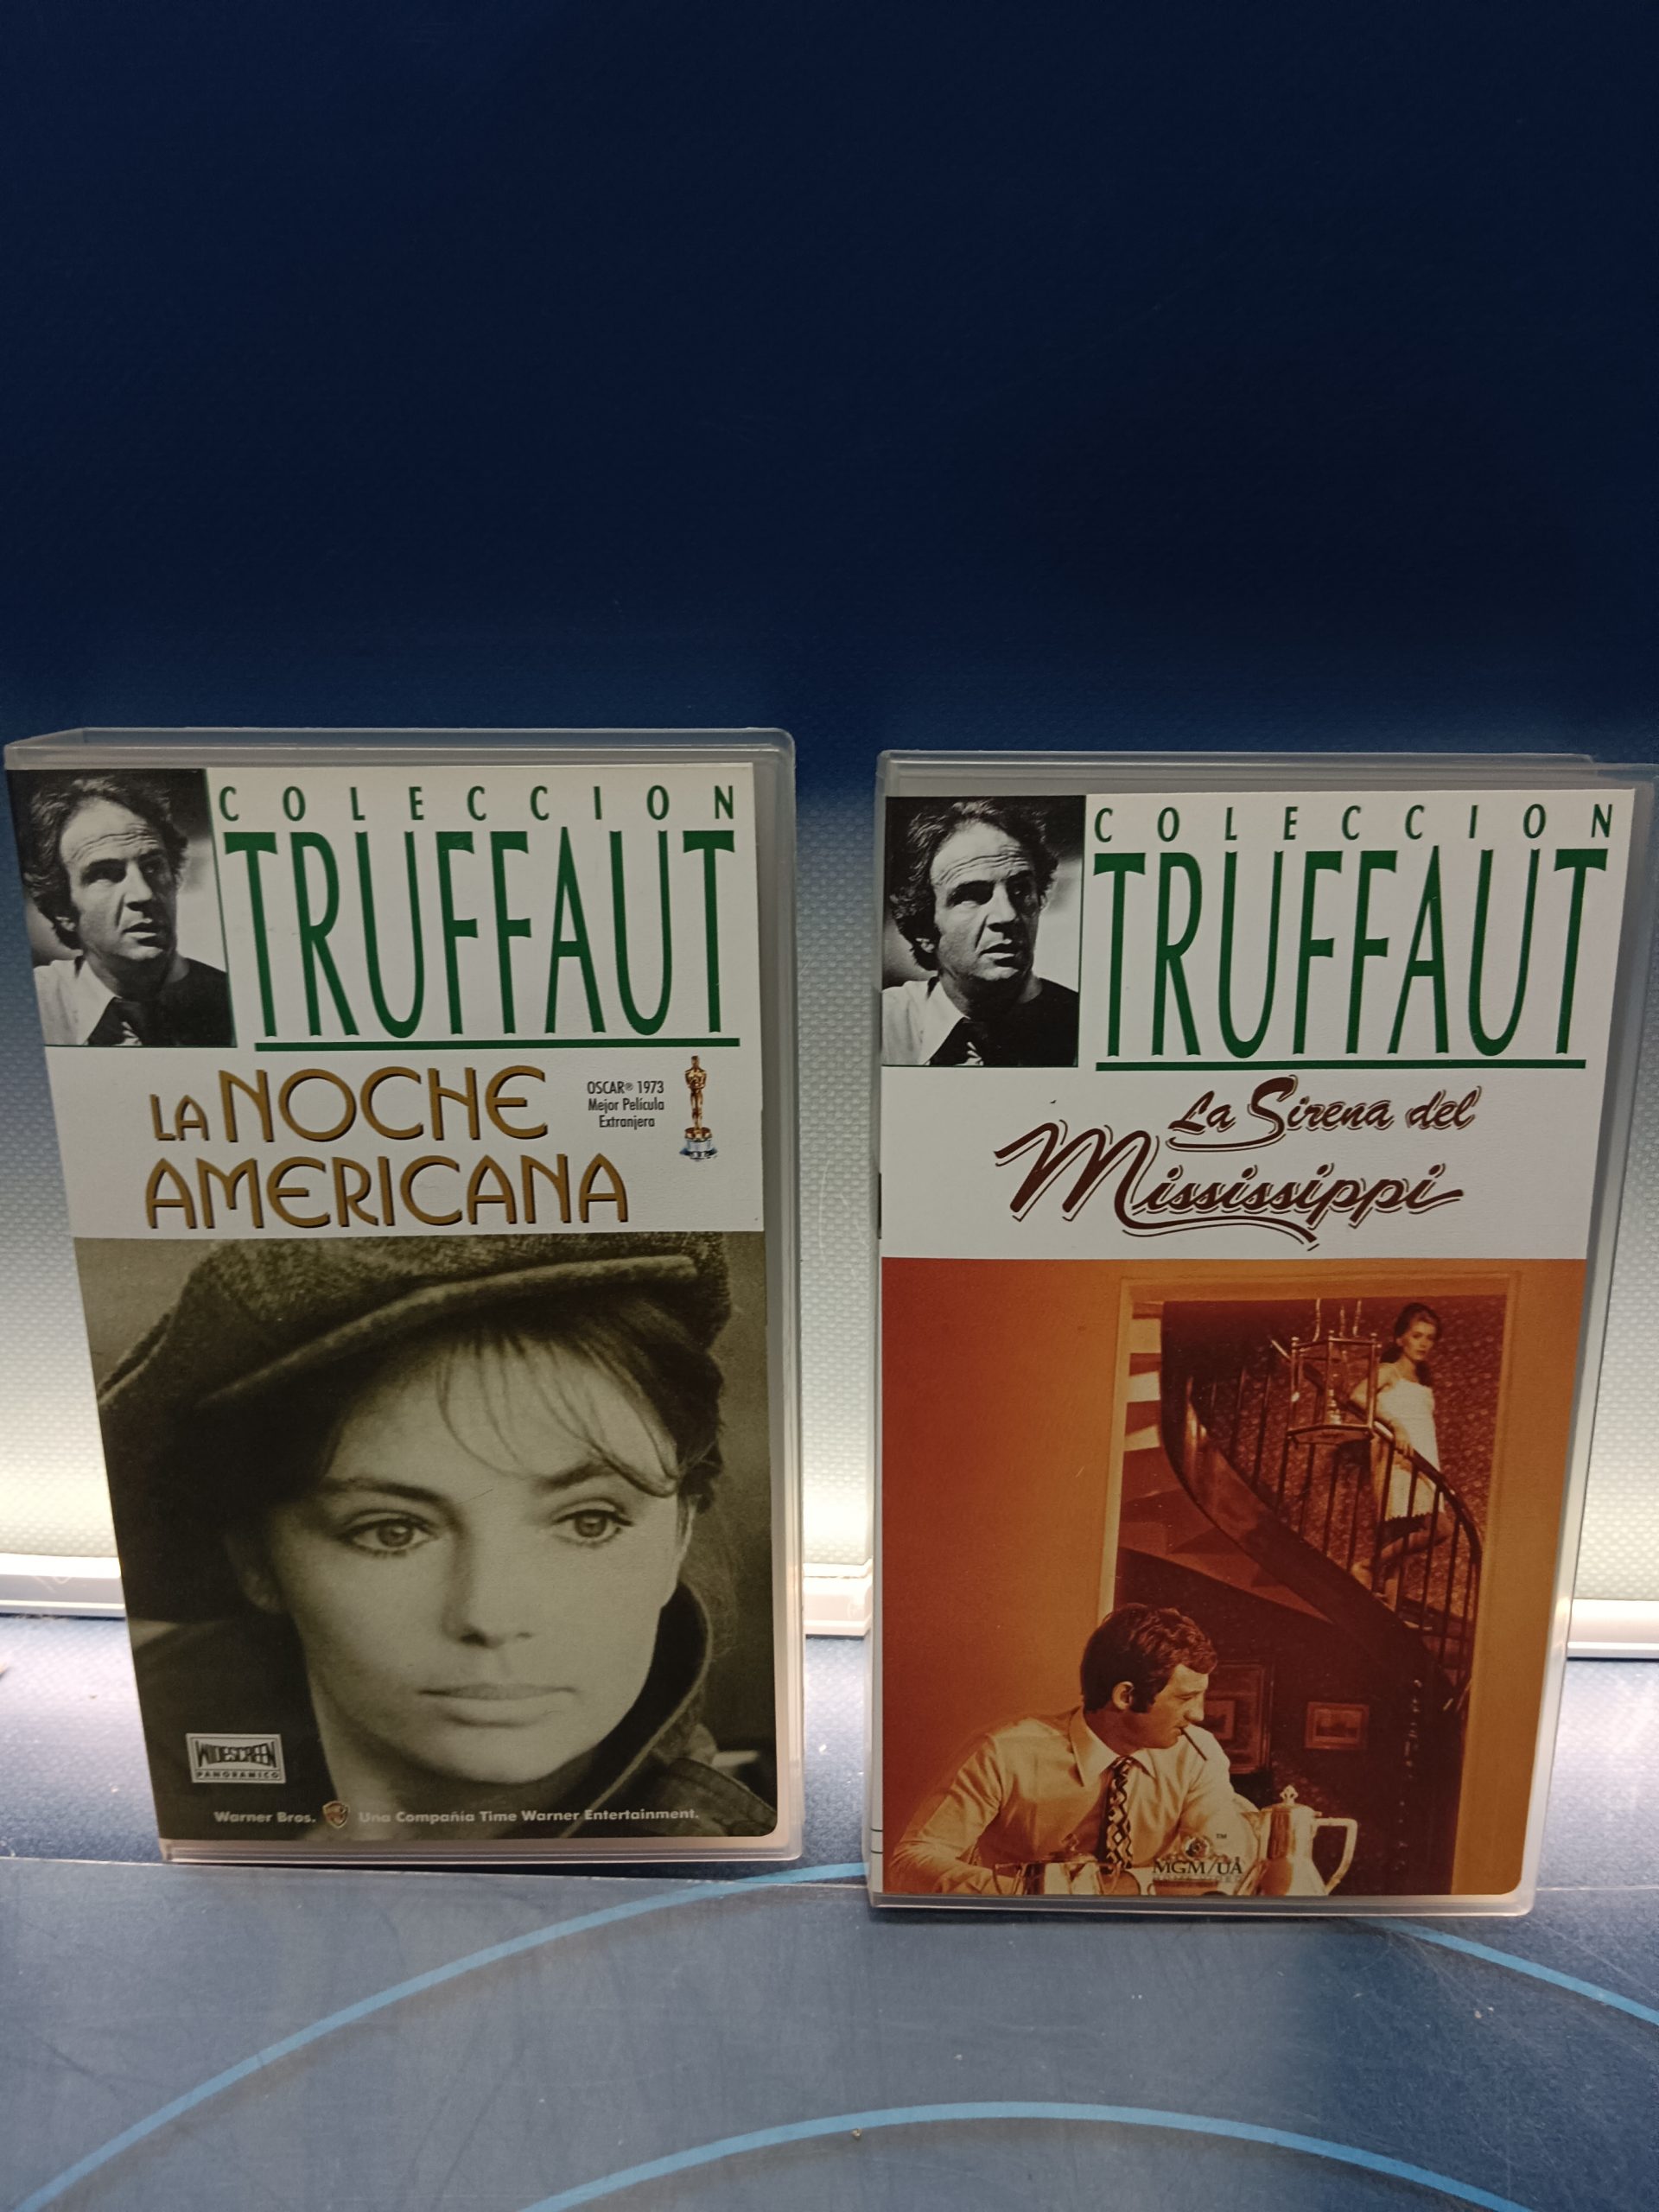 COLECCION
TRUFFAUT
LA NOCHE
AMERICANA
OSCAR® 1973
Mejor Película
Extranjera
WIDESCREEN
PANORAMICO
Warner Bros. Una Compañía Time Warner Entertainment.
COLECCION
TRUFFAUT
La Sirena del
Mississippi
MGM/UA